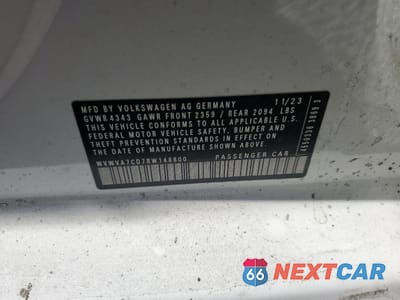 MFD BY VOLKSWAGEN AG GERMANY 11/23
GVWR 4343 GAWR FRONT 2359 / REAR 2094 LBS
THIS VEHICLE CONFORMS TO ALL APPLICABLE U.S.
FEDERAL MOTOR VEHICLE SAFETY, BUMPER AND
THEFT PREVENTION STANDARDS IN EFFECT ON THE
DATE OF MANUFACTURE SHOWN ABOVE.
WVWVA7CD7RW148800 PASSENGER CAR
66 NEXTCAR